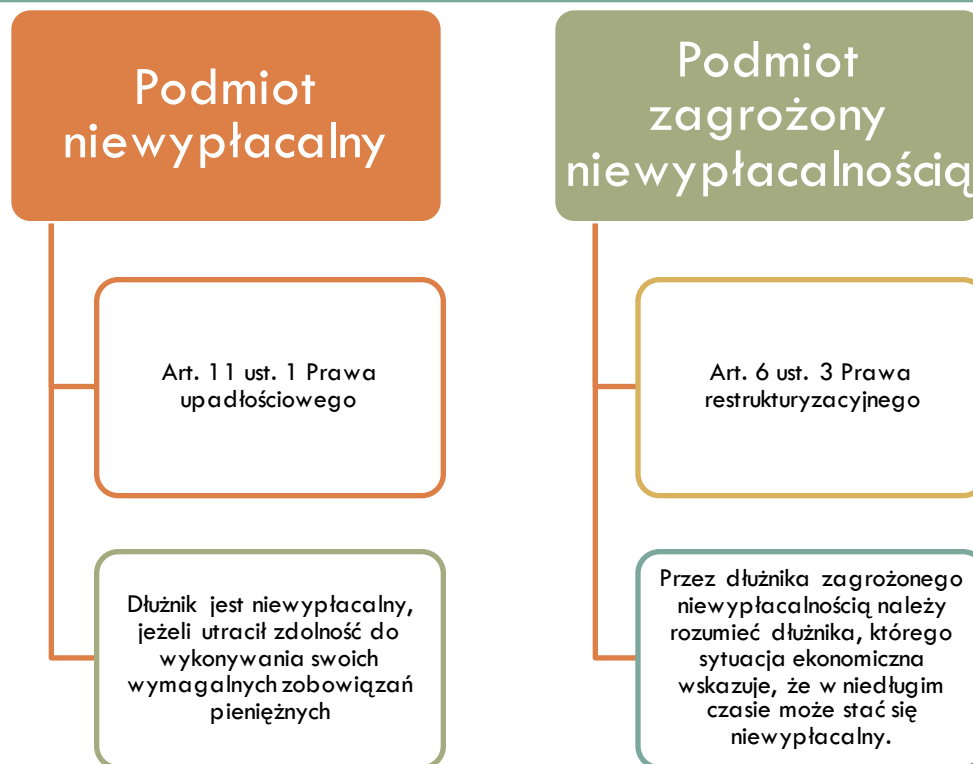 Podmiot
niewypłacalny
Art. 11 ust. 1 Prawa
upadłościowego
Dłużnik jest niewypłacalny,
jeżeli utracił zdolność do
wykonywania swoich
wymagalnych zobowiązań
pieniężnych
Podmiot
zagrożony
niewypłacalnością
Art. 6 ust. 3 Prawa
restrukturyzacyjnego
Przez dłużnika zagrożonego
niewypłacalnością należy
rozumieć dłużnika, którego
sytuacja ekonomiczna
wskazuje, że w niedługim
czasie może stać się
niewypłacalny.